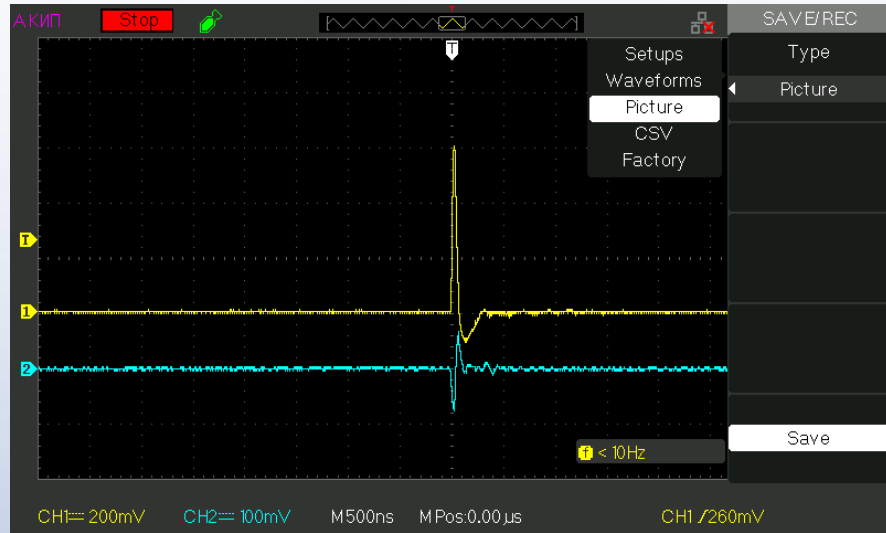 АКИП Stop SAVE/REC
T
T Setups Type
Waveforms
Picture Picture
CSV
Factory
T
1
2
Save
f < 10Hz
CH1 200mV CH2 100mV M500ns M Pos:0.00µs CH1 /260mV